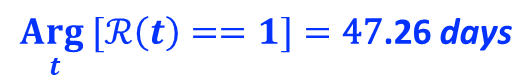 Arg [ℛ(t) == 1] = 47.26 days
t